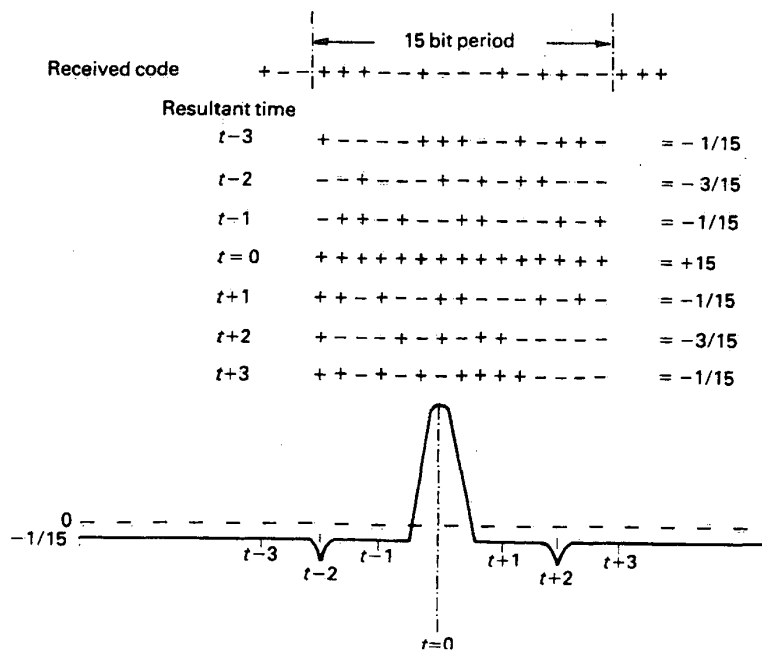 15 bit period
Received code + − − + + + − − + − − − + − + + − − + + +
Resultant time
t−3 + − − − − + + + − − + − + + − = − 1/15
t−2 − − + − − − + − + − + + − − − = − 3/15
t−1 − + + − + − − + + − − − + − + = −1/15
t = 0 + + + + + + + + + + + + + + + = +15
t+1 + + − + − − + + − − − + − + − = −1/15
t+2 + − − − + − + − + + − − − − − = −3/15
t+3 + + − + − + − + + + + − − − − = −1/15
0
−1/15
t−3 t−2 t−1 t+1 t+2 t+3
t=0